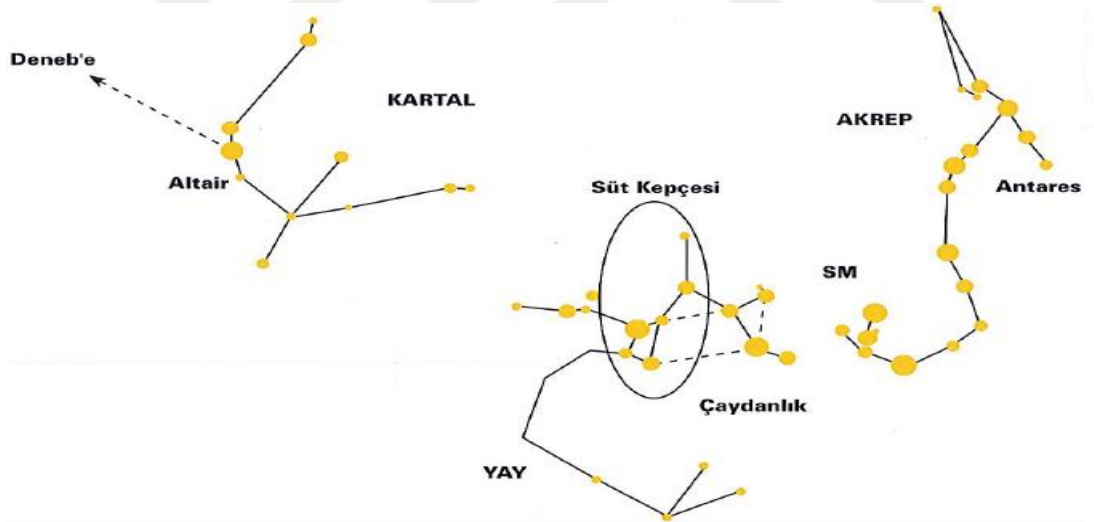 Deneb'e
KARTAL
AKREP
Altair
Süt Kepçesi
Antares
SM
Çaydanlık
YAY